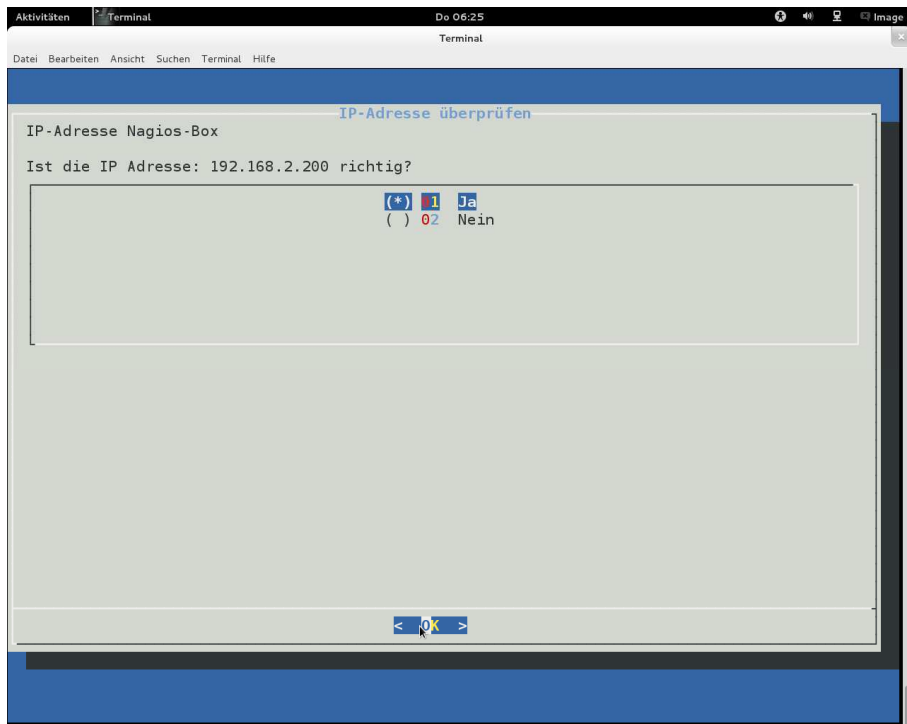 Aktivitäten Terminal Do 06:25 Image
Terminal
Datei Bearbeiten Ansicht Suchen Terminal Hilfe
IP-Adresse überprüfen
IP-Adresse Nagios-Box
Ist die IP Adresse: 192.168.2.200 richtig?
(*) 01 Ja
( ) 02 Nein
< OK >